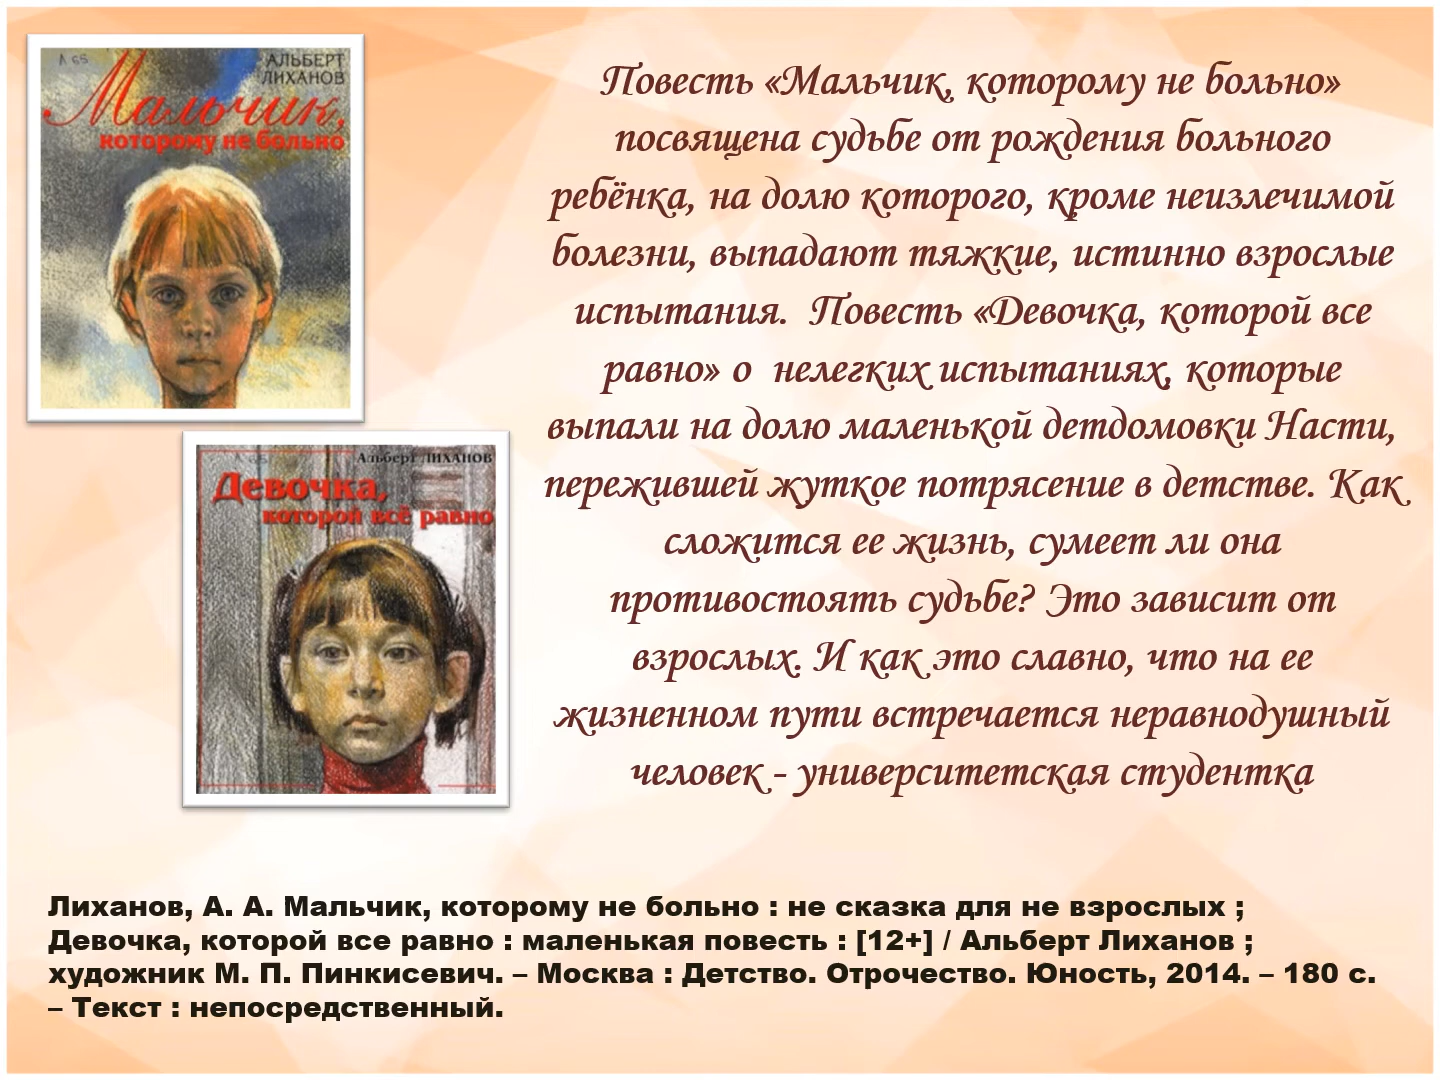 АЛЬБЕРТ
ЛИХАНОВ
Мальчик,
которому не больно
Альберт ЛИХАНОВ
Девочка,
которой всё равно
Повесть «Мальчик, которому не больно»
посвящена судьбе от рождения больного
ребёнка, на долю которого, кроме неизлечимой
болезни, выпадают тяжкие, истинно взрослые
испытания. Повесть «Девочка, которой все
равно» о нелегких испытаниях, которые
выпали на долю маленькой детдомовки Насти,
пережившей жуткое потрясение в детстве. Как
сложится ее жизнь, сумеет ли она
противостоять судьбе? Это зависит от
взрослых. И как это славно, что на ее
жизненном пути встречается неравнодушный
человек - университетская студентка
Лиханов, А. А. Мальчик, которому не больно : не сказка для не взрослых ;
Девочка, которой все равно : маленькая повесть : [12+] / Альберт Лиханов ;
художник М. П. Пинкисевич. – Москва : Детство. Отрочество. Юность, 2014. – 180 с.
– Текст : непосредственный.